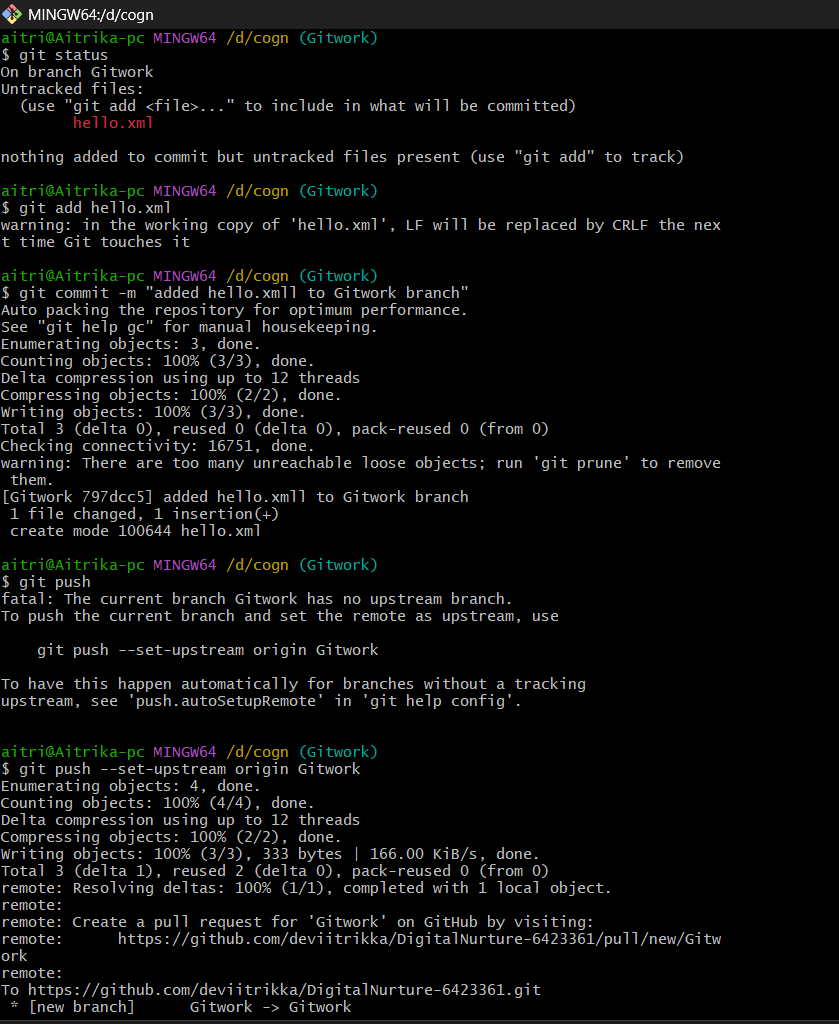 MINGW64:/d/cogn
aitri@Aitrika-pc MINGW64 /d/cogn (Gitwork)
$ git status
On branch Gitwork
Untracked files:
  (use "git add <file>..." to include in what will be committed)
        hello.xml

nothing added to commit but untracked files present (use "git add" to track)

aitri@Aitrika-pc MINGW64 /d/cogn (Gitwork)
$ git add hello.xml
warning: in the working copy of 'hello.xml', LF will be replaced by CRLF the nex
t time Git touches it

aitri@Aitrika-pc MINGW64 /d/cogn (Gitwork)
$ git commit -m "added hello.xmll to Gitwork branch"
Auto packing the repository for optimum performance.
See "git help gc" for manual housekeeping.
Enumerating objects: 3, done.
Counting objects: 100% (3/3), done.
Delta compression using up to 12 threads
Compressing objects: 100% (2/2), done.
Writing objects: 100% (3/3), done.
Total 3 (delta 0), reused 0 (delta 0), pack-reused 0 (from 0)
Checking connectivity: 16751, done.
warning: There are too many unreachable loose objects; run 'git prune' to remove
 them.
[Gitwork 797dcc5] added hello.xmll to Gitwork branch
 1 file changed, 1 insertion(+)
 create mode 100644 hello.xml

aitri@Aitrika-pc MINGW64 /d/cogn (Gitwork)
$ git push
fatal: The current branch Gitwork has no upstream branch.
To push the current branch and set the remote as upstream, use

    git push --set-upstream origin Gitwork

To have this happen automatically for branches without a tracking
upstream, see 'push.autoSetupRemote' in 'git help config'.


aitri@Aitrika-pc MINGW64 /d/cogn (Gitwork)
$ git push --set-upstream origin Gitwork
Enumerating objects: 4, done.
Counting objects: 100% (4/4), done.
Delta compression using up to 12 threads
Compressing objects: 100% (2/2), done.
Writing objects: 100% (3/3), 333 bytes | 166.00 KiB/s, done.
Total 3 (delta 1), reused 2 (delta 0), pack-reused 0 (from 0)
remote: Resolving deltas: 100% (1/1), completed with 1 local object.
remote:
remote: Create a pull request for 'Gitwork' on GitHub by visiting:
remote:      https://github.com/deviitrikka/DigitalNurture-6423361/pull/new/Gitw
ork
remote:
To https://github.com/deviitrikka/DigitalNurture-6423361.git
 * [new branch]      Gitwork -> Gitwork